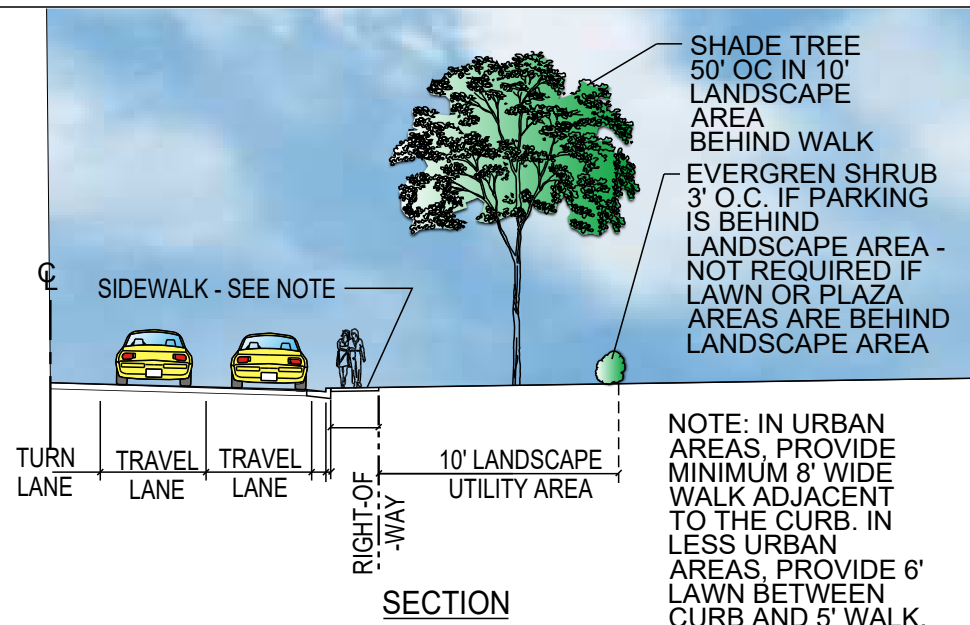 SHADE TREE
50' OC IN 10'
LANDSCAPE
AREA
BEHIND WALK
EVERGREN SHRUB
3' O.C. IF PARKING
IS BEHIND
LANDSCAPE AREA -
NOT REQUIRED IF
LAWN OR PLAZA
AREAS ARE BEHIND
LANDSCAPE AREA
℄
SIDEWALK - SEE NOTE
TURN
LANE
TRAVEL
LANE
TRAVEL
LANE
RIGHT-OF
-WAY
10' LANDSCAPE
UTILITY AREA
NOTE: IN URBAN
AREAS, PROVIDE
MINIMUM 8' WIDE
WALK ADJACENT
TO THE CURB. IN
LESS URBAN
AREAS, PROVIDE 6'
LAWN BETWEEN
CURB AND 5' WALK.
SECTION